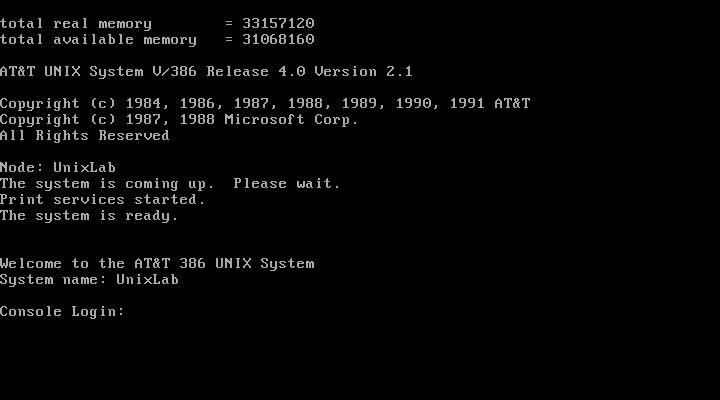 total real memory        = 33157120
total available memory   = 31068160
AT&T UNIX System V/386 Release 4.0 Version 2.1
Copyright (c) 1984, 1986, 1987, 1988, 1989, 1990, 1991 AT&T
Copyright (c) 1987, 1988 Microsoft Corp.
All Rights Reserved
Node: UnixLab
The system is coming up.  Please wait.
Print services started.
The system is ready.
Welcome to the AT&T 386 UNIX System
System name: UnixLab
Console Login: